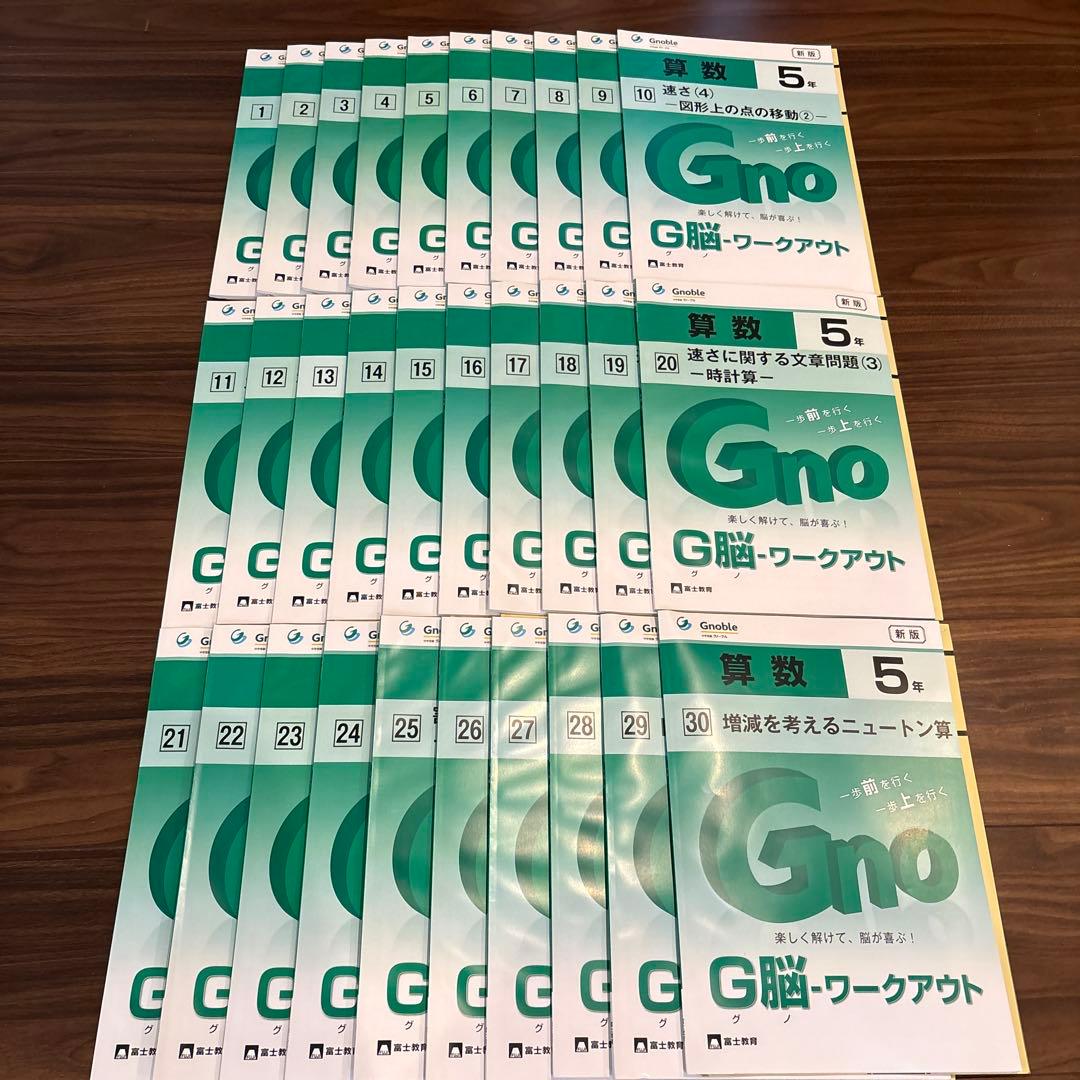 Gnoble
新版
算数 5年
1 2 3 4 5 6 7 8 9 10
速さ(4)
ー図形上の点の移動②ー
一歩前を行く
一歩上を行く
Gno
楽しく解けて、脳が喜ぶ!
G脳-ワークアウト
グ ノ
富士教育
Gnoble
新版
算数 5年
11 12 13 14 15 16 17 18 19 20
速さに関する文章問題(3)
ー時計算ー
一歩前を行く
一歩上を行く
Gno
楽しく解けて、脳が喜ぶ!
G脳-ワークアウト
グ ノ
富士教育
Gnoble
新版
算数 5年
21 22 23 24 25 26 27 28 29 30
増減を考えるニュートン算
一歩前を行く
一歩上を行く
Gno
楽しく解けて、脳が喜ぶ!
G脳-ワークアウト
グ ノ
富士教育